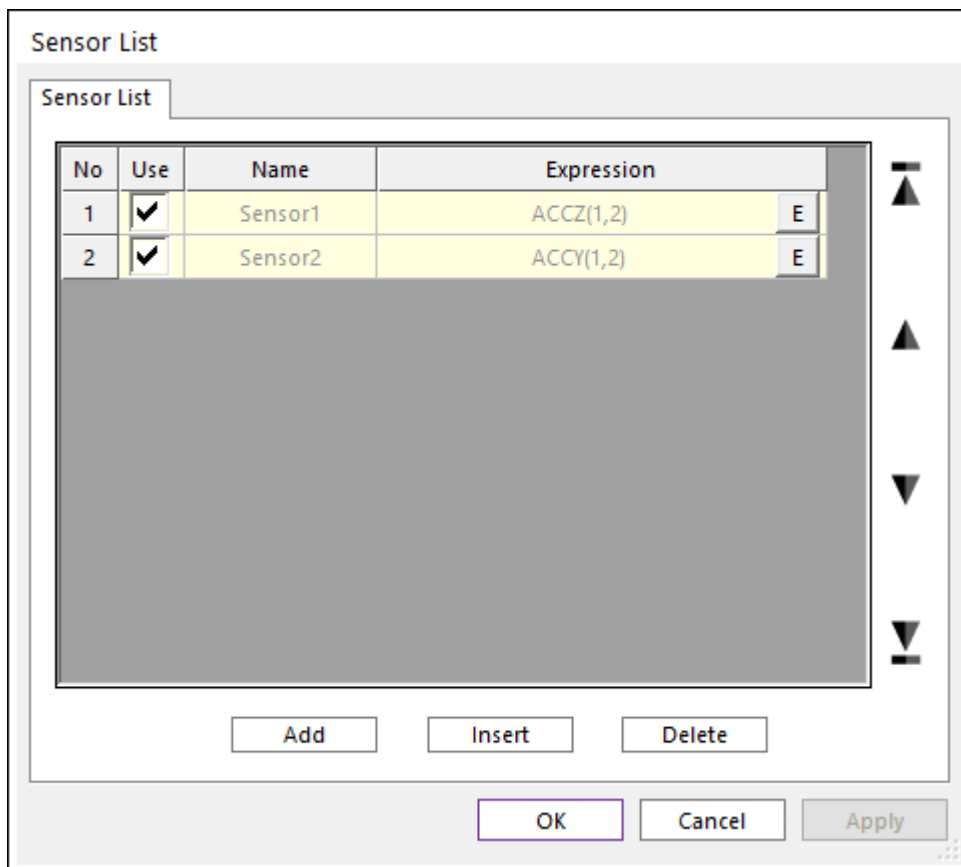 Sensor List
Sensor List
No Use Name Expression
1 Sensor1 ACCZ(1,2) E
2 Sensor2 ACCY(1,2) E
Add Insert Delete
OK Cancel Apply